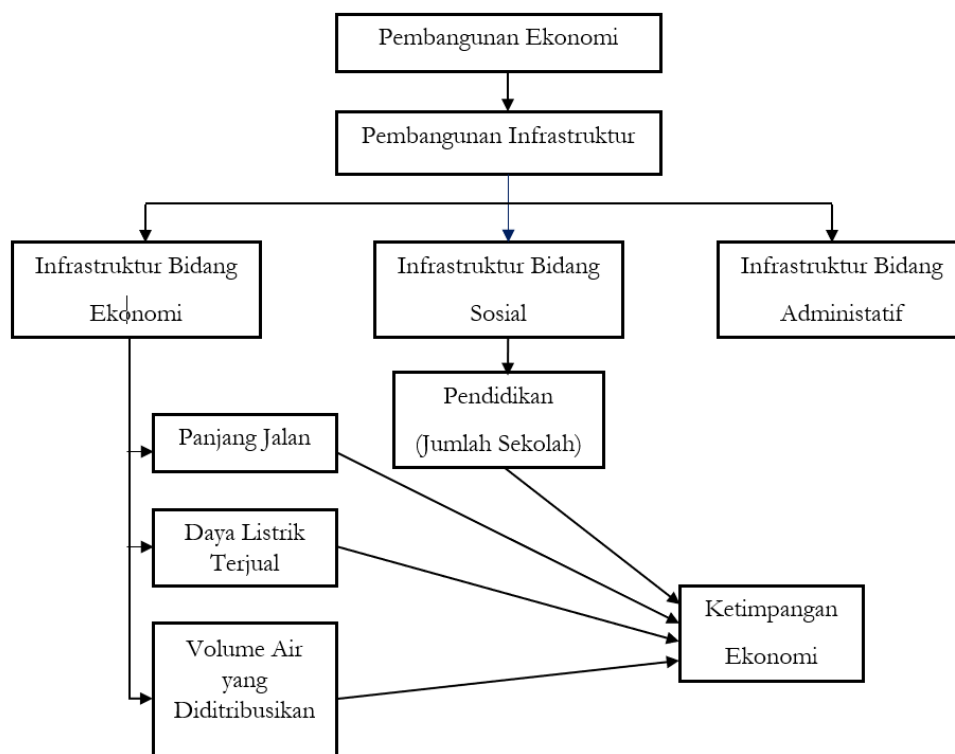 Pembangunan Ekonomi
Pembangunan Infrastruktur
Infrastruktur Bidang
Ekonomi
Infrastruktur Bidang
Sosial
Infrastruktur Bidang
Administatif
Pendidikan
(Jumlah Sekolah)
Panjang Jalan
Daya Listrik
Terjual
Volume Air
yang
Diditribusikan
Ketimpangan
Ekonomi